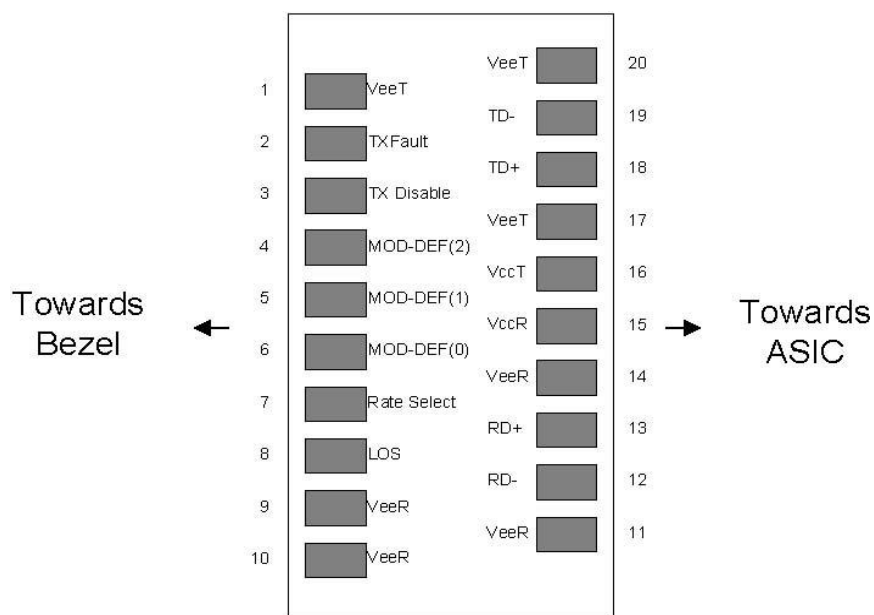 VeeT 20
1 VeeT
TD- 19
2 TXFault
TD+ 18
3 TX Disable
VeeT 17
4 MOD-DEF(2)
VccT 16
5 MOD-DEF(1)
Towards
Bezel
VccR 15
Towards
ASIC
6 MOD-DEF(0)
VeeR 14
7 Rate Select
RD+ 13
8 LOS
RD- 12
9 VeeR
VeeR 11
10 VeeR